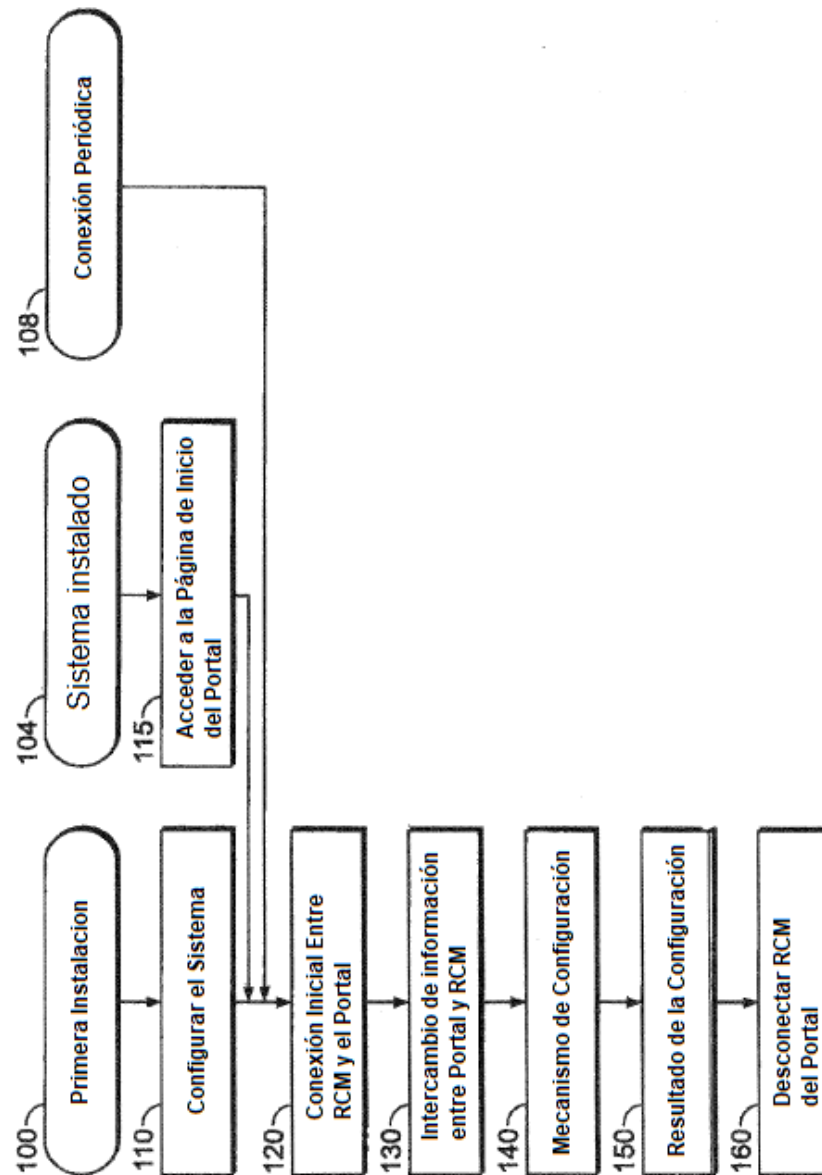 100
Primera Instalacion
110
Configurar el Sistema
120
Conexión Inicial Entre
RCM y el Portal
130
Intercambio de información
entre Portal y RCM
140
Mecanismo de Configuración
150
Resultado de la Configuración
160
Desconectar RCM
del Portal
104
Sistema instalado
115
Acceder a la Página de Inicio
del Portal
108
Conexión Periódica